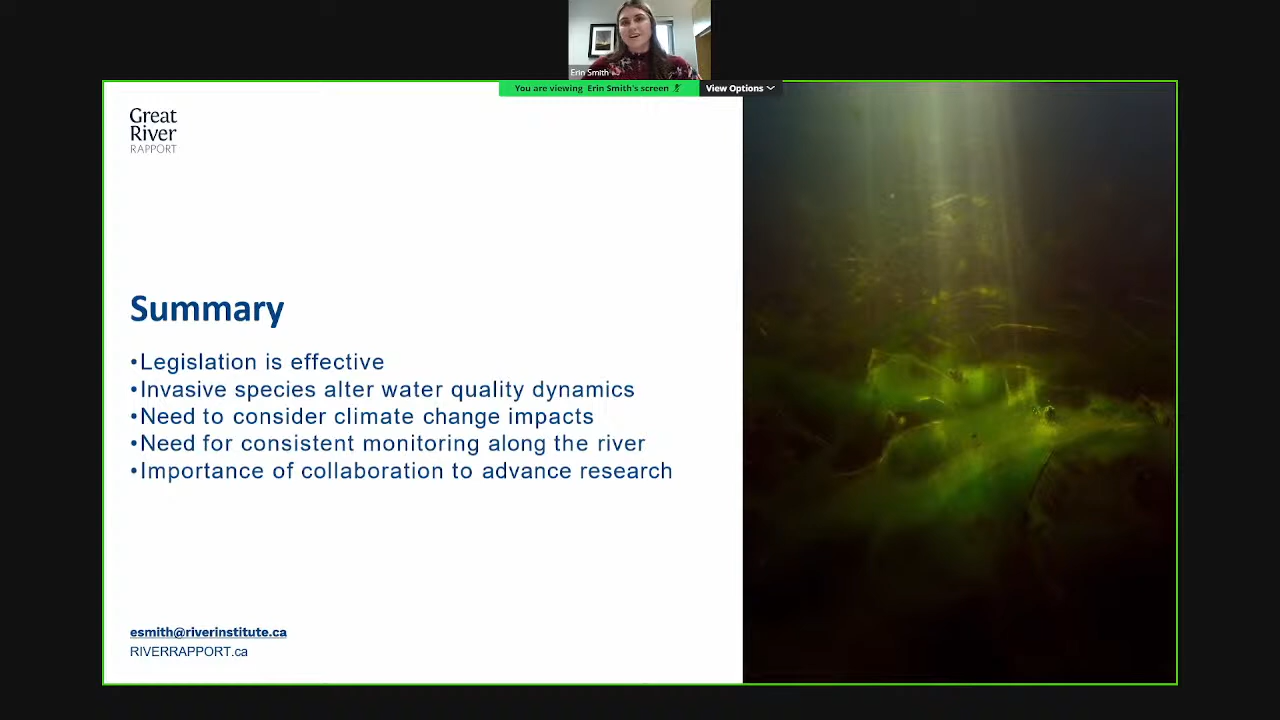 Erin Smith
You are viewing Erin Smith's screen
View Options
Great
River
RAPPORT
Summary
•Legislation is effective
•Invasive species alter water quality dynamics
•Need to consider climate change impacts
•Need for consistent monitoring along the river
•Importance of collaboration to advance research
esmith@riverinstitute.ca
RIVERRAPPORT.ca